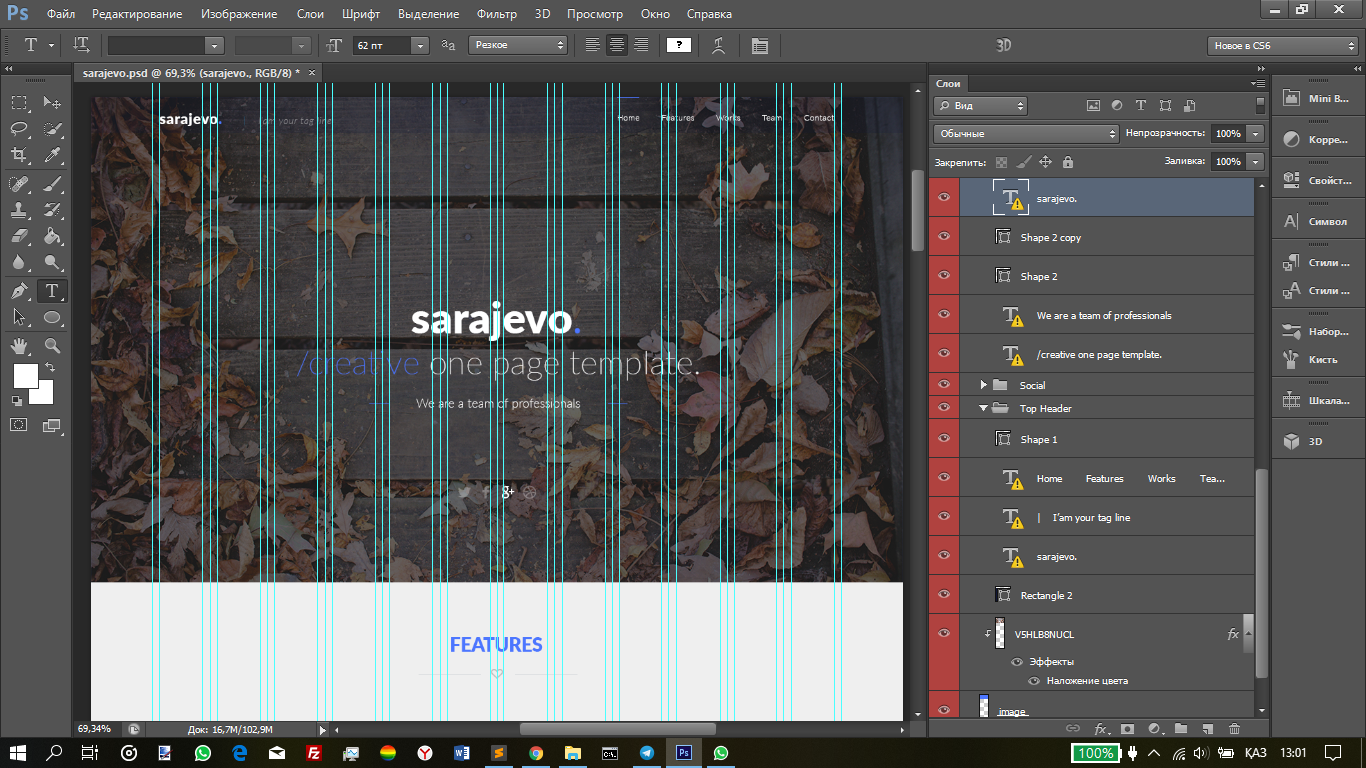 Ps Файл Редактирование Изображение Слои Шрифт Выделение Фильтр 3D Просмотр Окно Справка
T 62 пт aa Резкое ? 3D Новое в CS6
sarajevo.psd @ 69,3% (sarajevo., RGB/8) * ×
sarajevo. I am your tag line Home Features Works Team Contact
sarajevo.
/creative one page template.
We are a team of professionals
g+
FEATURES
69,34% Док: 16,7M/102,9M
Слои
Вид
Обычные Непрозрачность: 100%
Закрепить: Заливка: 100%
sarajevo.
Shape 2 copy
Shape 2
We are a team of professionals
/creative one page template.
Social
Top Header
Shape 1
Home Features Works Tea...
| I'am your tag line
sarajevo.
Rectangle 2
V5HLB8NUCL fx
Эффекты
Наложение цвета
image
fx
Mini B...
Корре...
Свойст...
Символ
Стили ...
Стили ...
Набор...
Кисть
Шкала...
3D
100% ҚАЗ 13:01